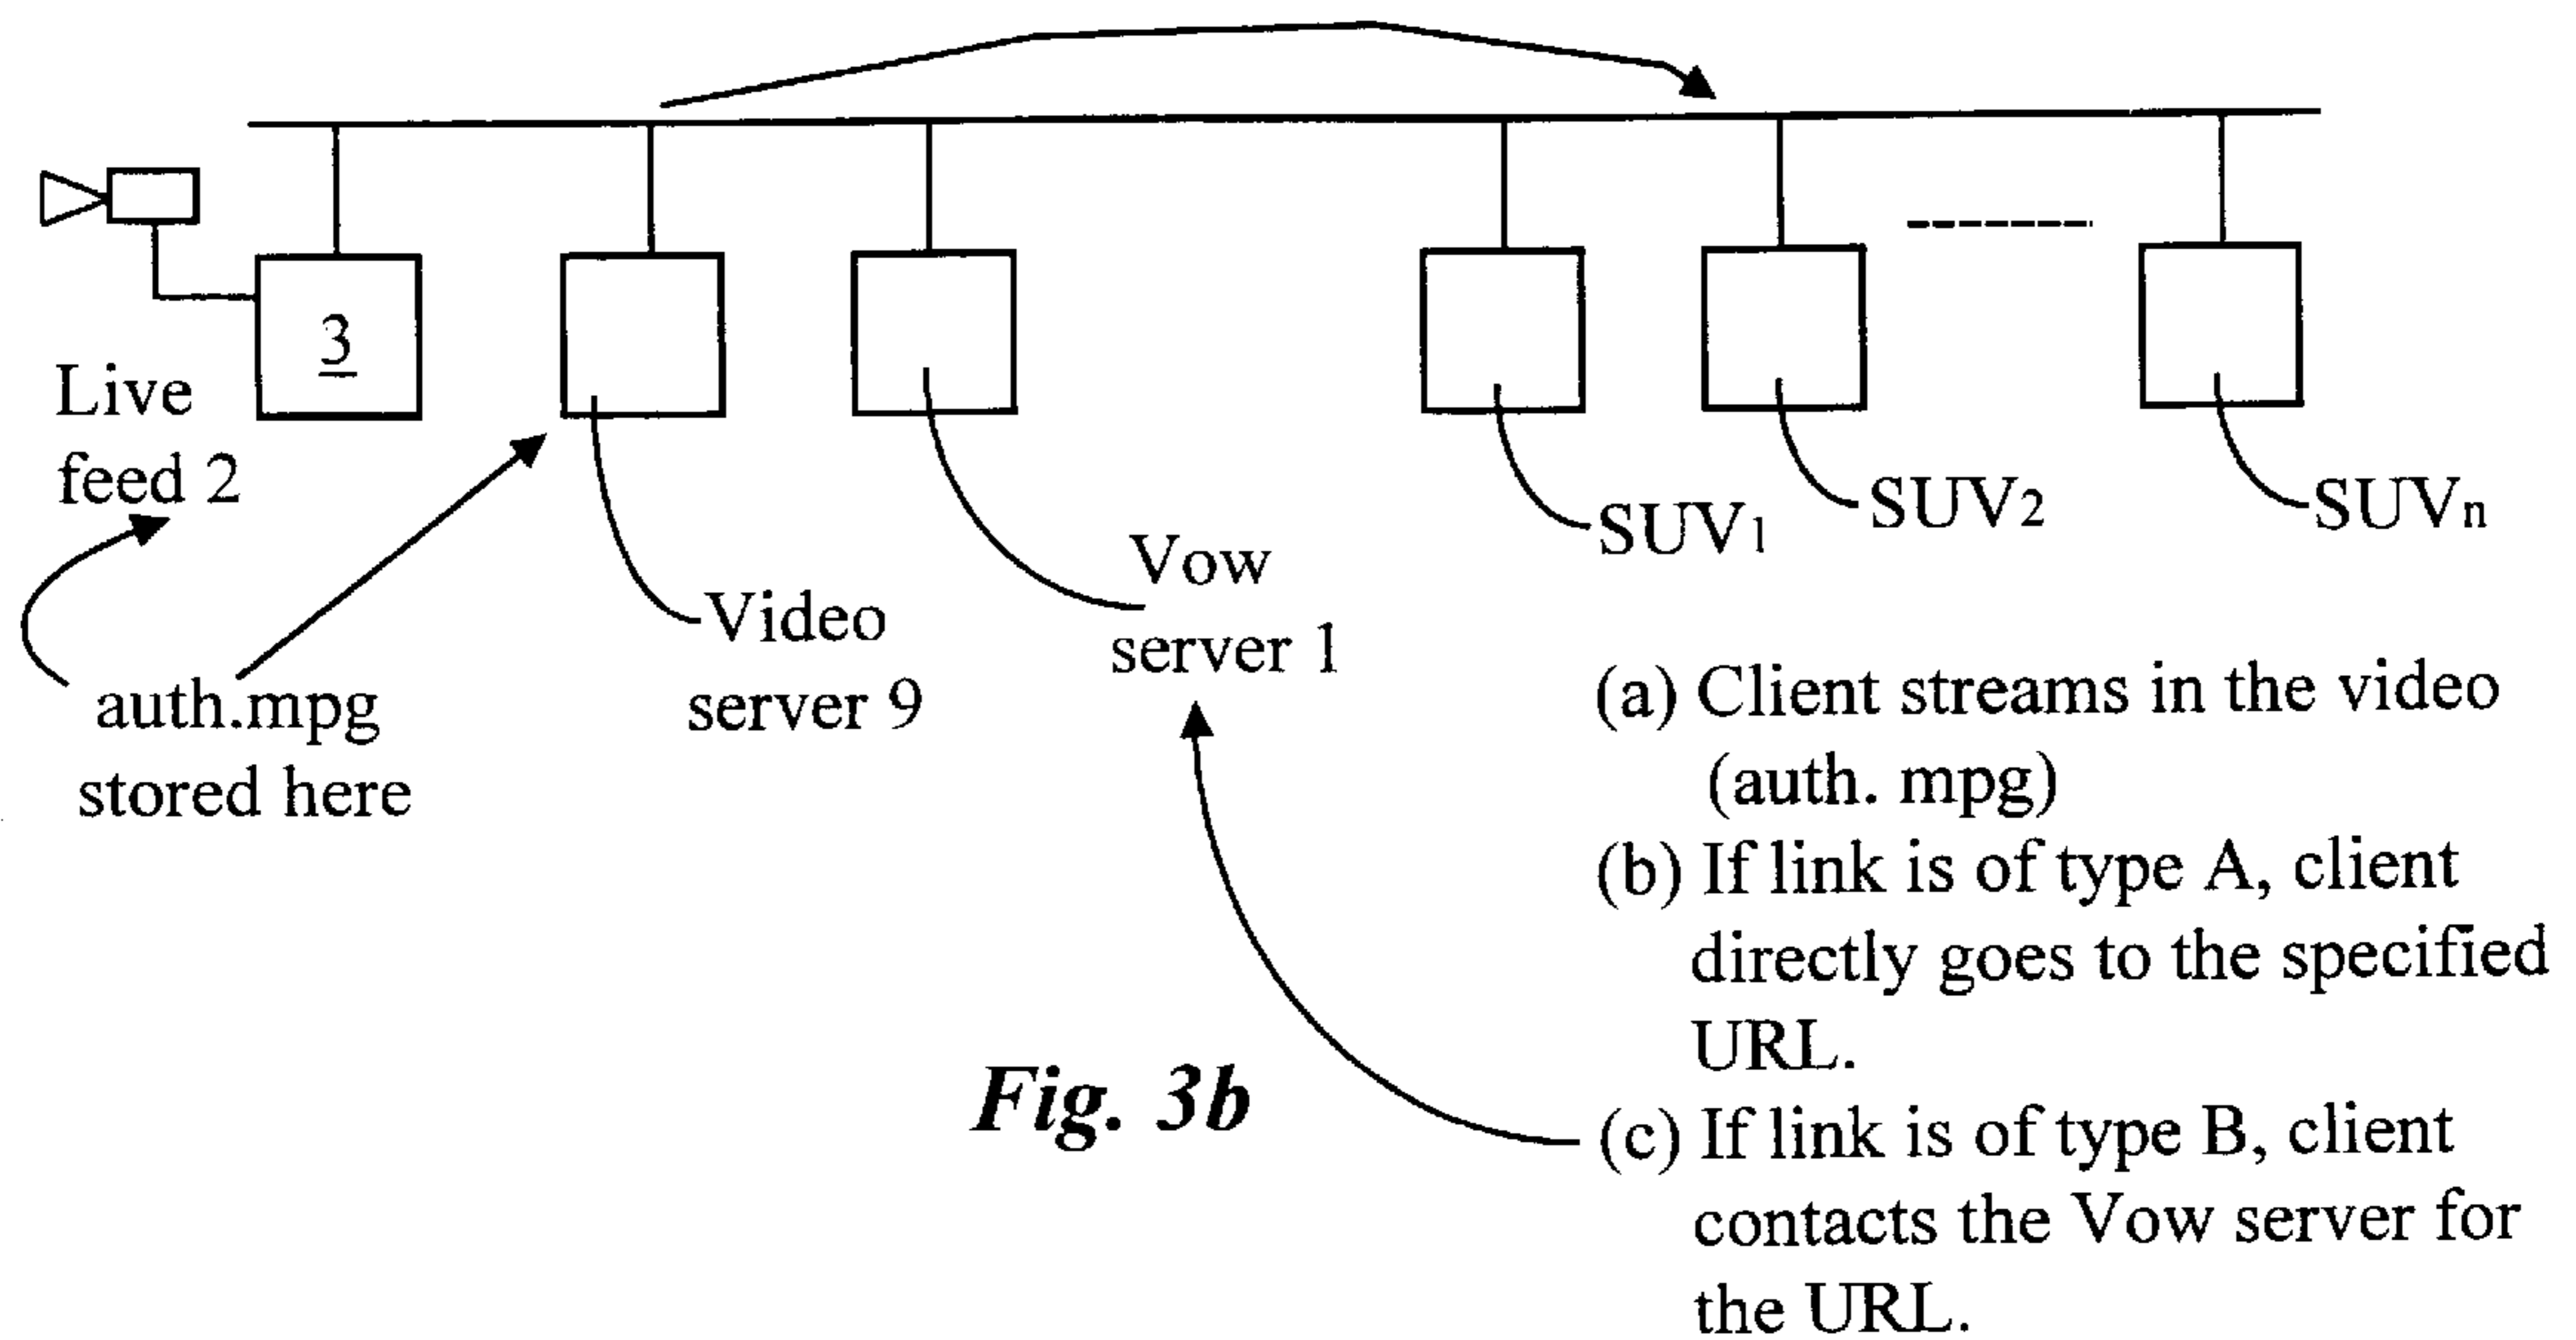 3
Live
feed 2
auth.mpg
stored here
Video
server 9
Vow
server 1
SUV1
SUV2
SUVn
(a) Client streams in the video
(auth. mpg)
(b) If link is of type A, client
directly goes to the specified
URL.
(c) If link is of type B, client
contacts the Vow server for
the URL.
Fig. 3b